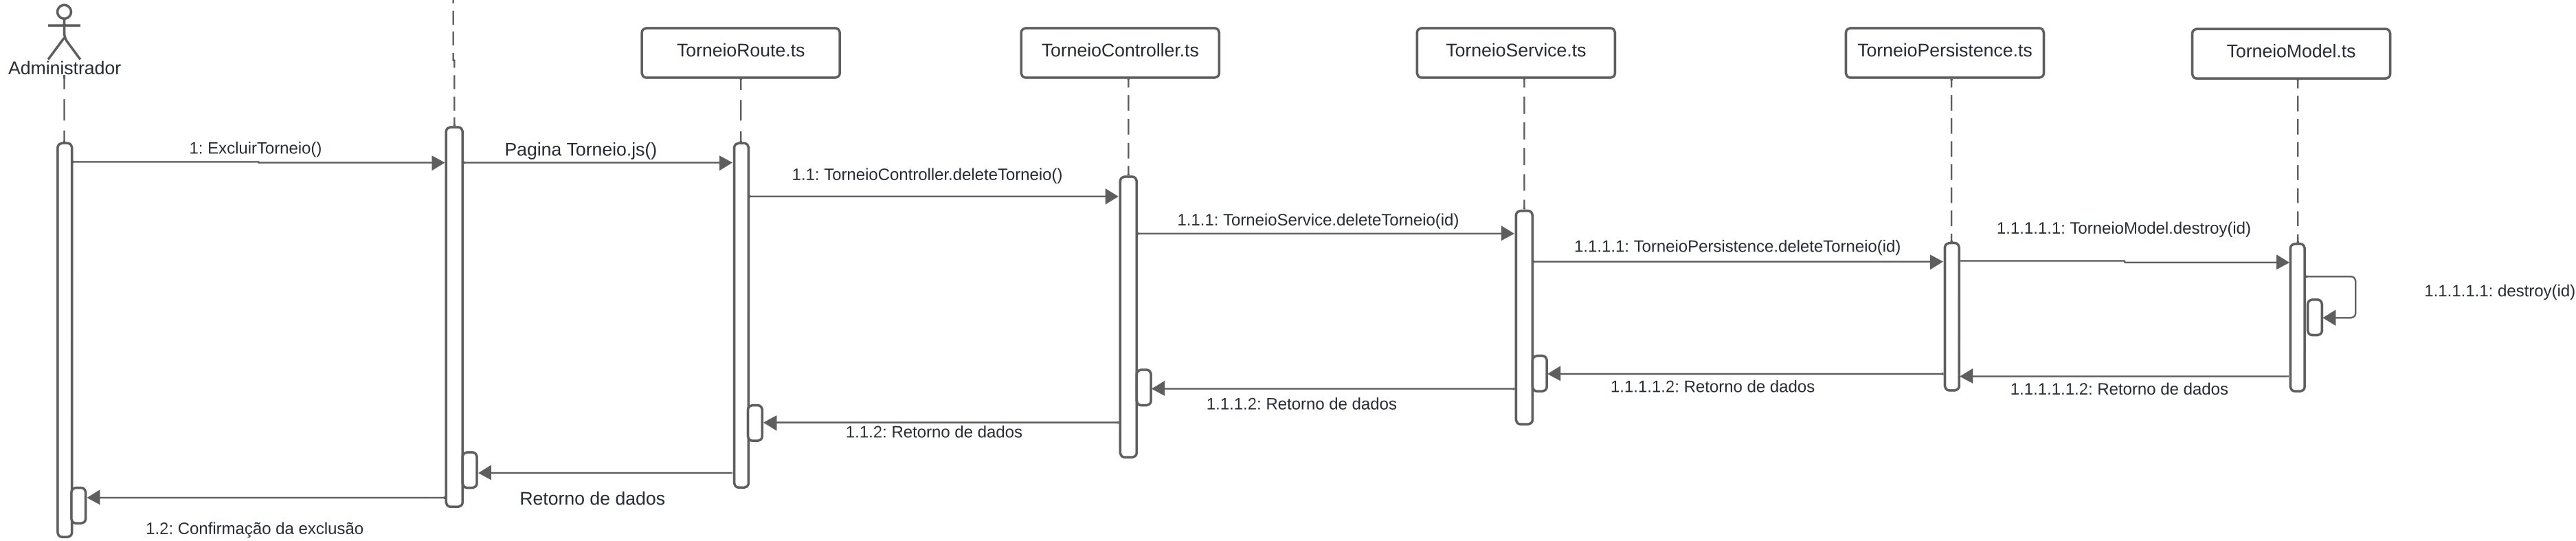 Administrador
TorneioRoute.ts
TorneioController.ts
TorneioService.ts
TorneioPersistence.ts
TorneioModel.ts
1: ExcluirTorneio()
Pagina Torneio.js()
1.1: TorneioController.deleteTorneio()
1.1.1: TorneioService.deleteTorneio(id)
1.1.1.1: TorneioPersistence.deleteTorneio(id)
1.1.1.1.1: TorneioModel.destroy(id)
1.1.1.1.1: destroy(id)
1.1.1.1.1.2: Retorno de dados
1.1.1.1.2: Retorno de dados
1.1.1.2: Retorno de dados
1.1.2: Retorno de dados
Retorno de dados
1.2: Confirmação da exclusão